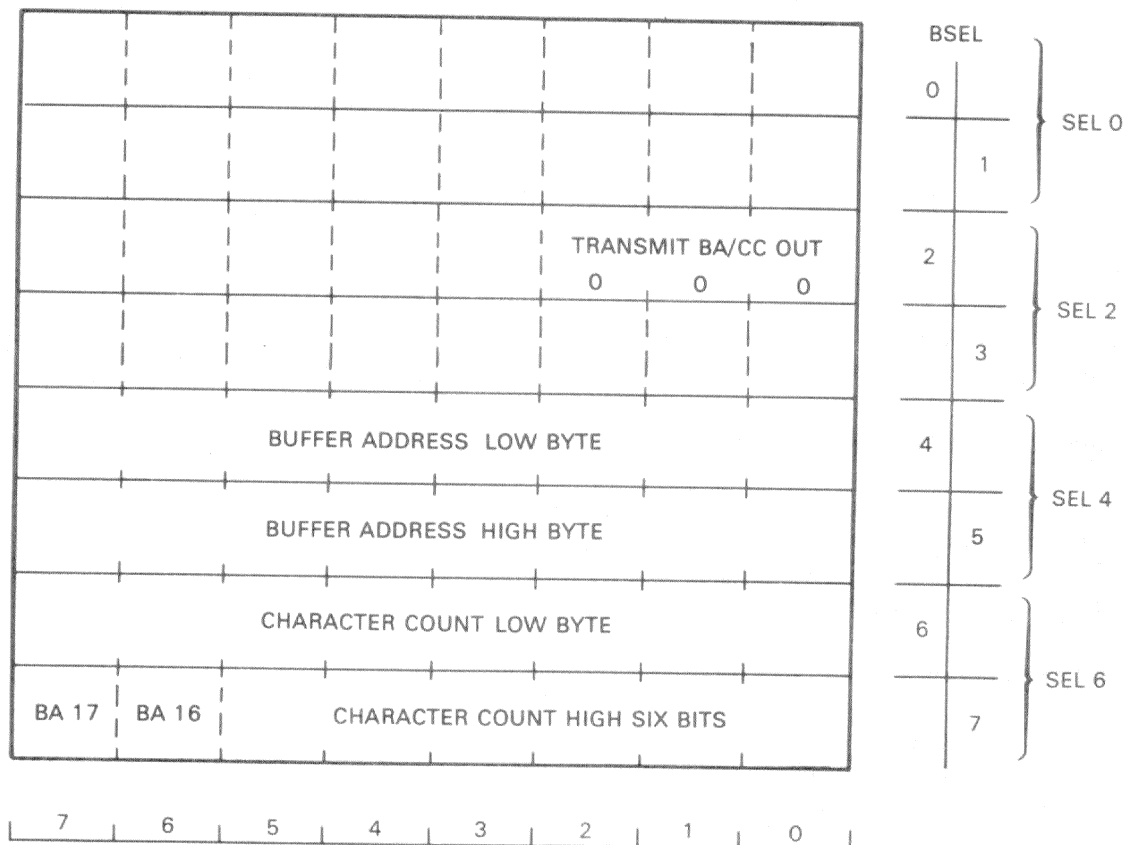 BSEL
0
SEL 0
1
TRANSMIT BA/CC OUT
0 0 0
2
SEL 2
3
BUFFER ADDRESS LOW BYTE
4
SEL 4
BUFFER ADDRESS HIGH BYTE
5
CHARACTER COUNT LOW BYTE
6
SEL 6
BA 17 BA 16 CHARACTER COUNT HIGH SIX BITS
7
7 6 5 4 3 2 1 0